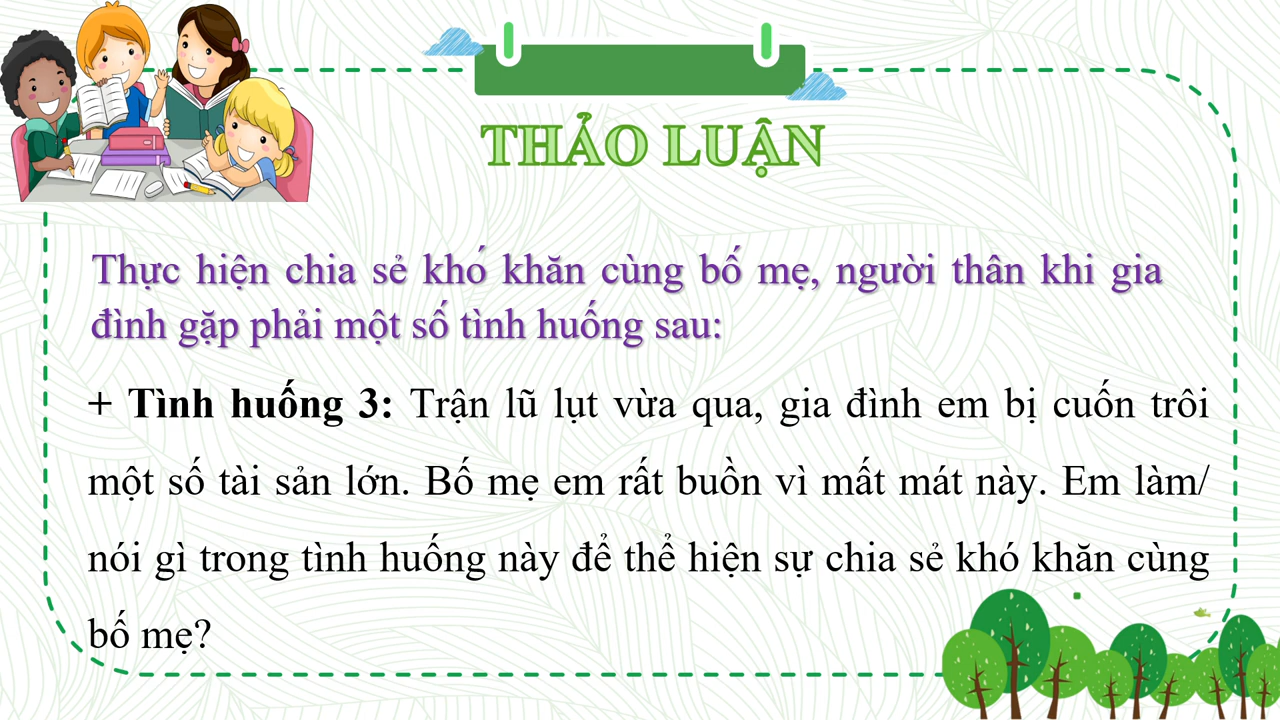 THẢO LUẬN
Thực hiện chia sẻ khó khăn cùng bố mẹ, người thân khi gia
đình gặp phải một số tình huống sau:
+ Tình huống 3: Trận lũ lụt vừa qua, gia đình em bị cuốn trôi
một số tài sản lớn. Bố mẹ em rất buồn vì mất mát này. Em làm/
nói gì trong tình huống này để thể hiện sự chia sẻ khó khăn cùng
bố mẹ?